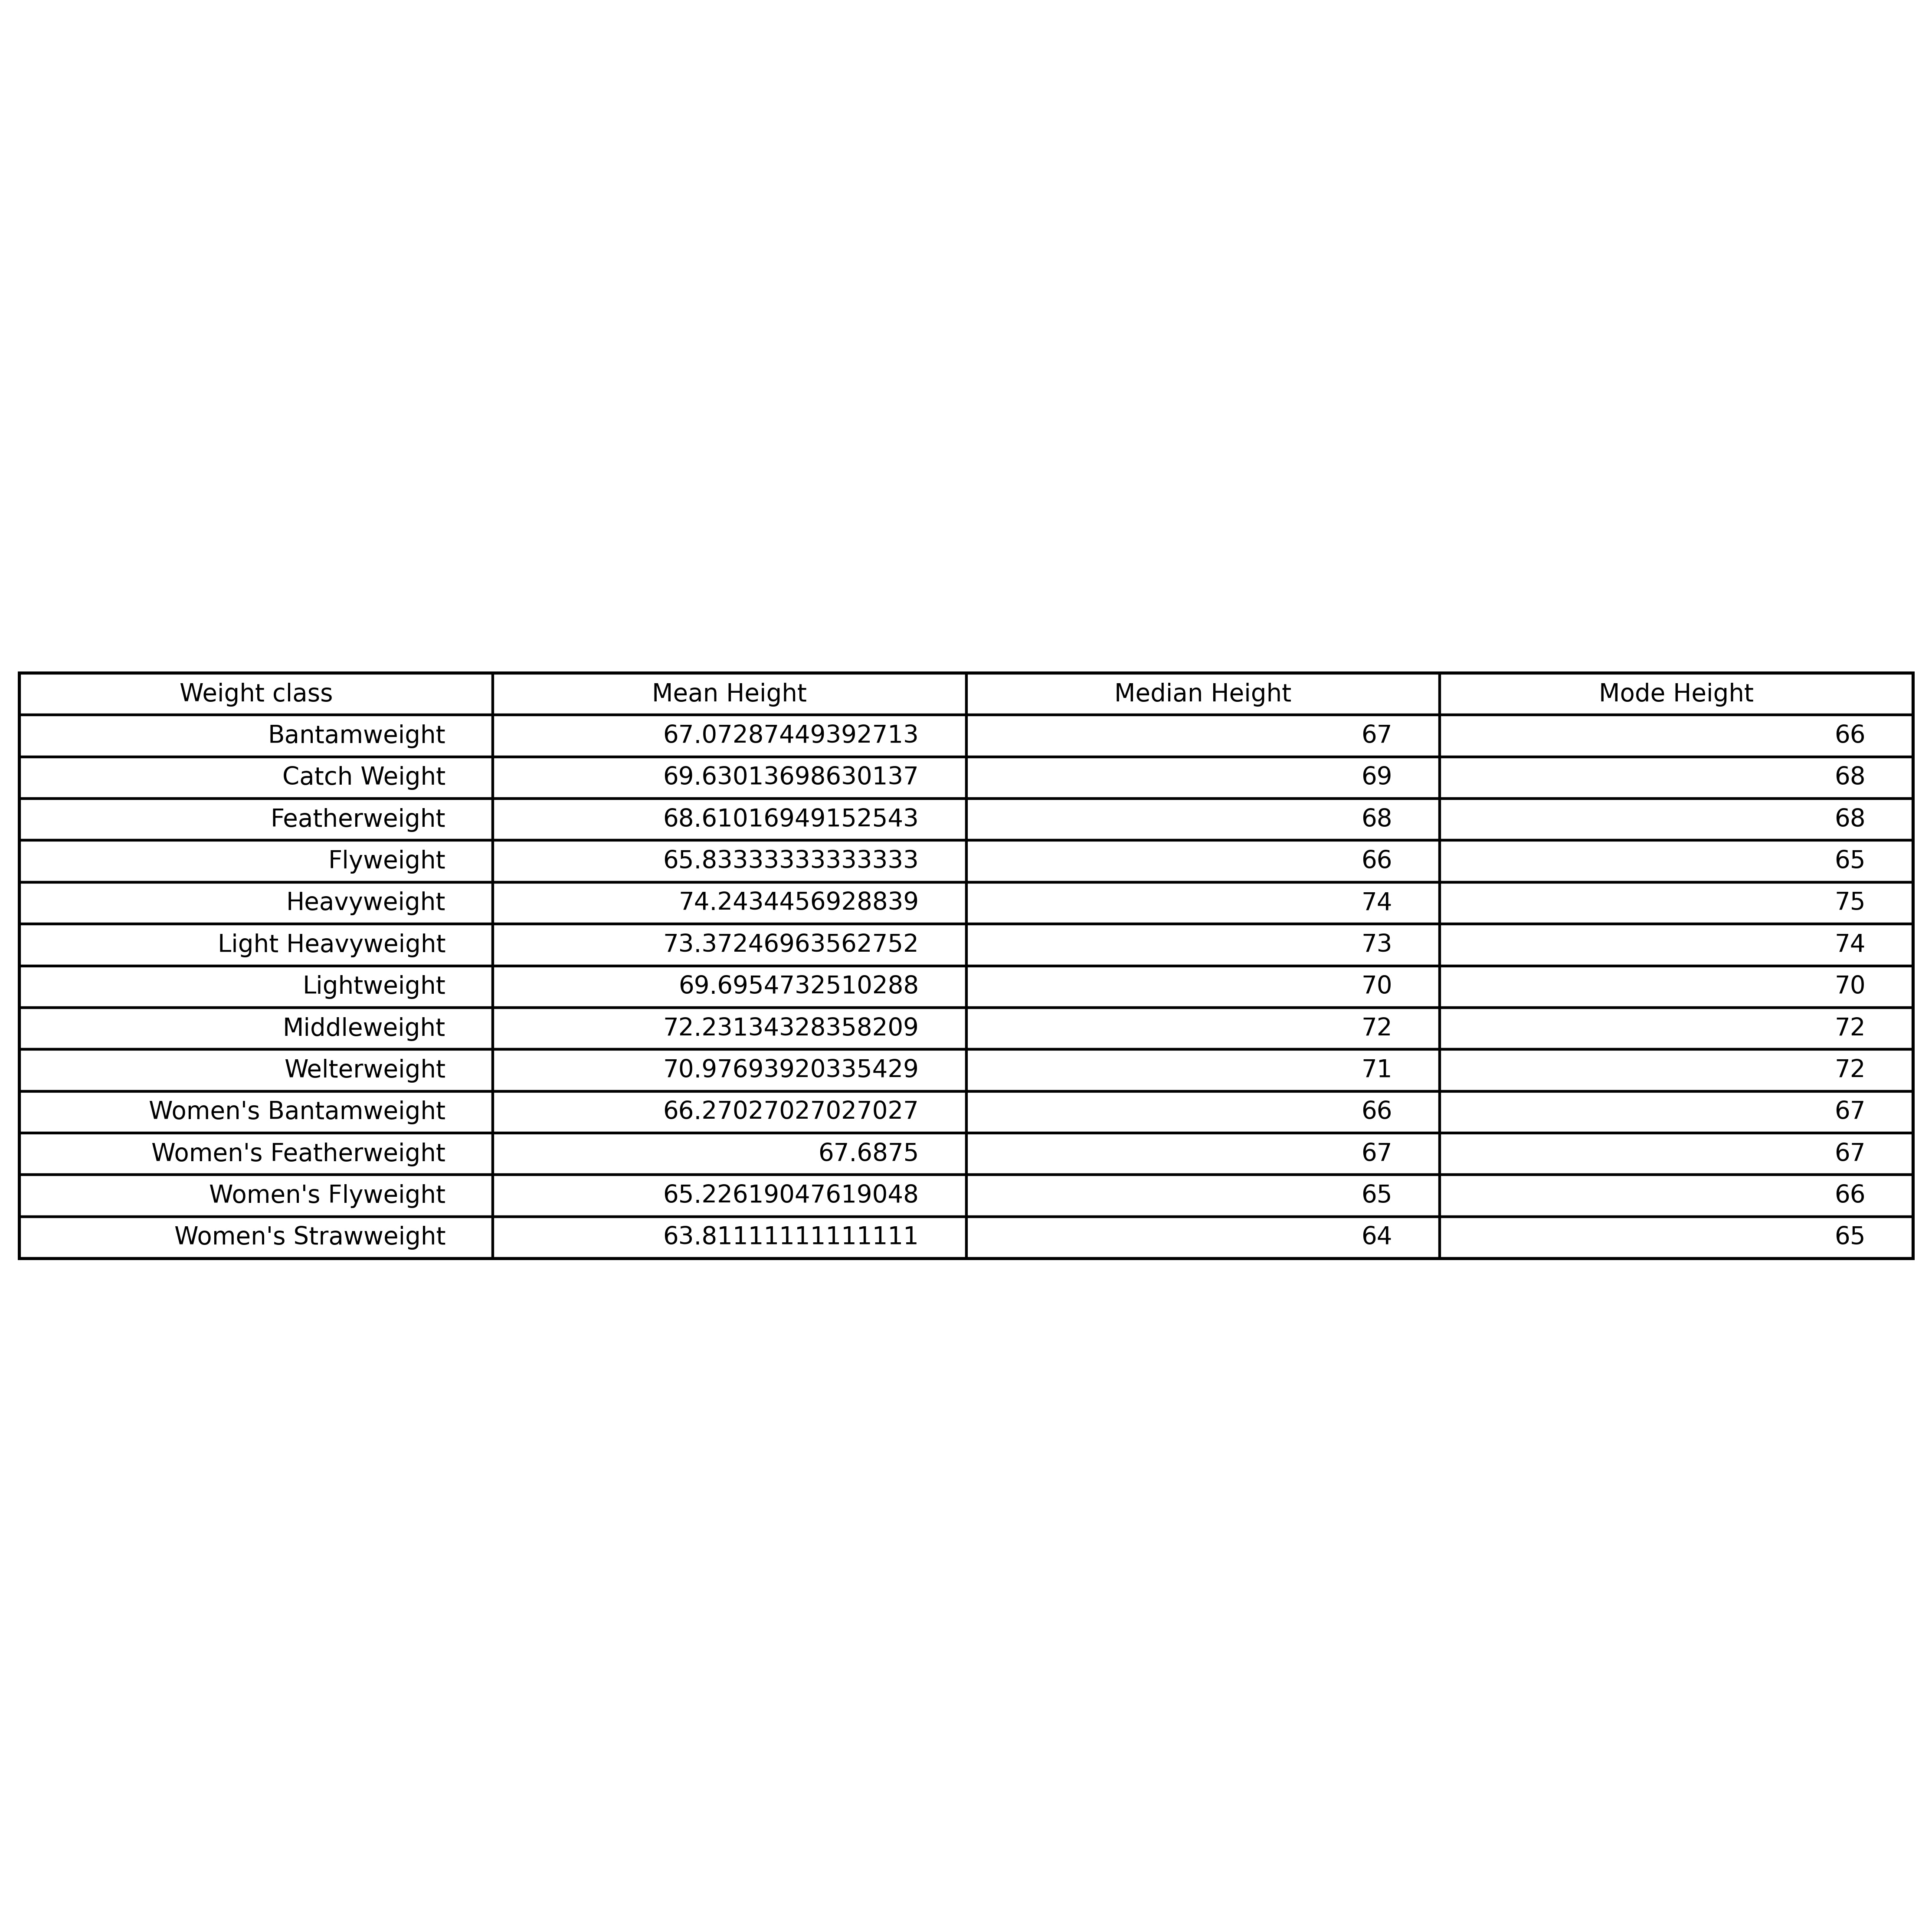 Weight class Mean Height Median Height Mode Height
Bantamweight 67.07287449392713 67 66
Catch Weight 69.63013698630137 69 68
Featherweight 68.61016949152543 68 68
Flyweight 65.83333333333333 66 65
Heavyweight 74.2434456928839 74 75
Light Heavyweight 73.37246963562752 73 74
Lightweight 69.6954732510288 70 70
Middleweight 72.23134328358209 72 72
Welterweight 70.97693920335429 71 72
Women's Bantamweight 66.27027027027027 66 67
Women's Featherweight 67.6875 67 67
Women's Flyweight 65.22619047619048 65 66
Women's Strawweight 63.81111111111111 64 65